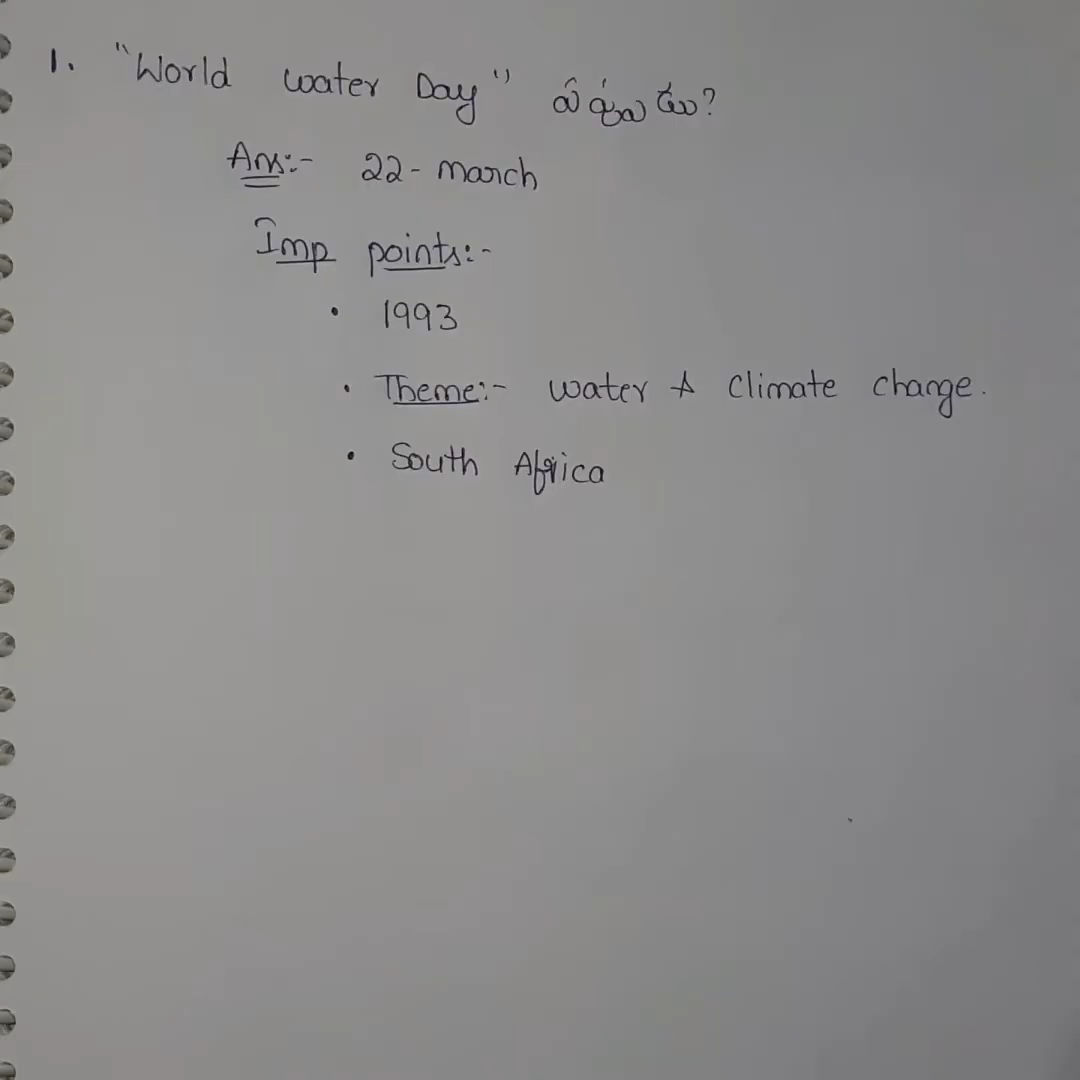 1. "World water Day" ఎప్పుడు?
Ans:- 22-march
Imp points:-
• 1993
• Theme:- water & climate change.
• South Africa